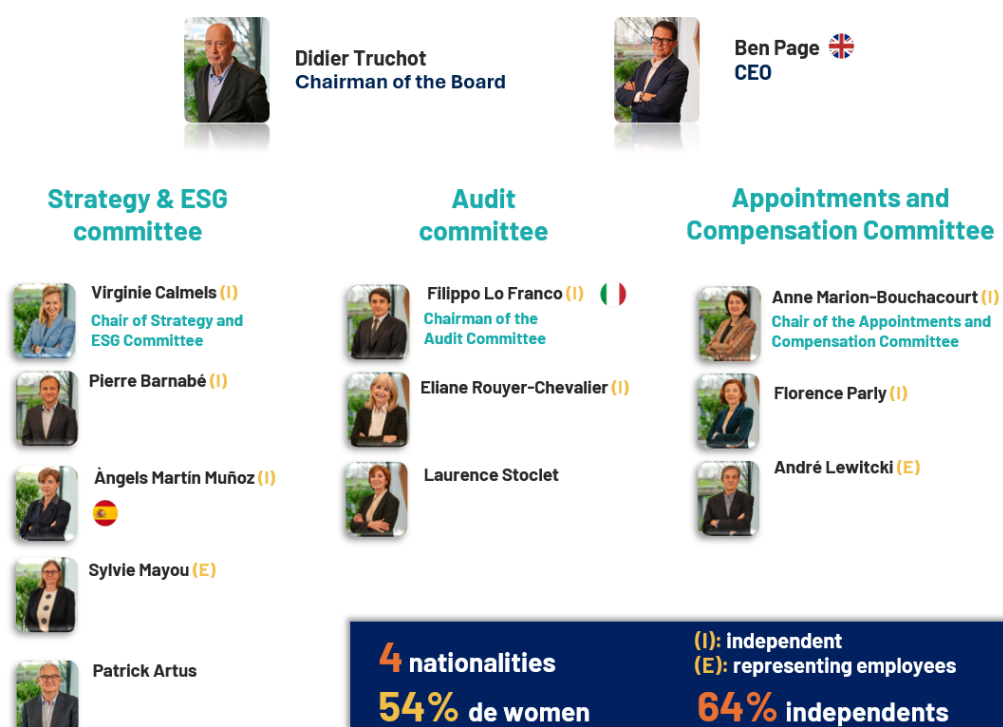 Didier Truchot
Chairman of the Board
Ben Page
CEO
Strategy & ESG
committee
Virginie Calmels (I)
Chair of Strategy and
ESG Committee
Pierre Barnabé (I)
Àngels Martín Muñoz (I)
Sylvie Mayou (E)
Patrick Artus
Audit
committee
Filippo Lo Franco (I)
Chairman of the
Audit Committee
Eliane Rouyer-Chevalier (I)
Laurence Stoclet
Appointments and
Compensation Committee
Anne Marion-Bouchacourt (I)
Chair of the Appointments and
Compensation Committee
Florence Parly (I)
André Lewitcki (E)
4 nationalities
54% de women
(I): independent
(E): representing employees
64% independents